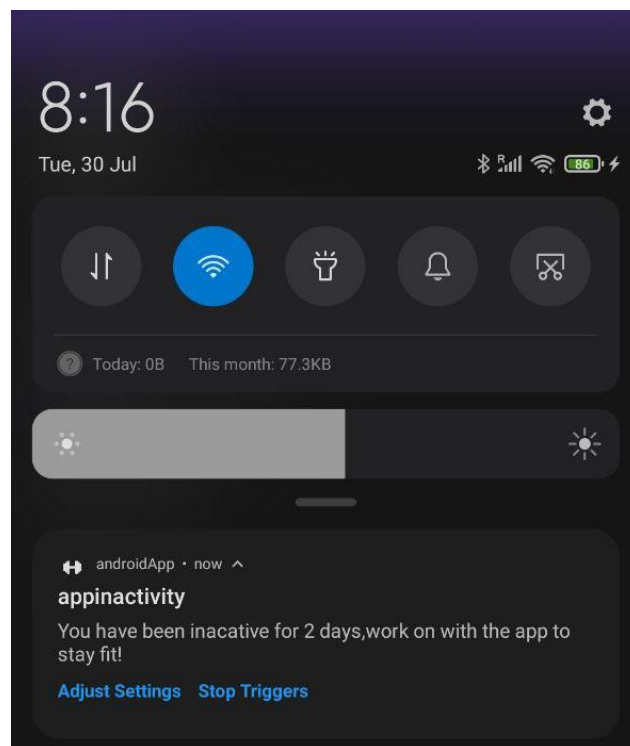 8:16
Tue, 30 Jul
R 86
Today: 0B This month: 77.3KB
androidApp • now
appinactivity
You have been inacative for 2 days,work on with the app to
stay fit!
Adjust Settings Stop Triggers